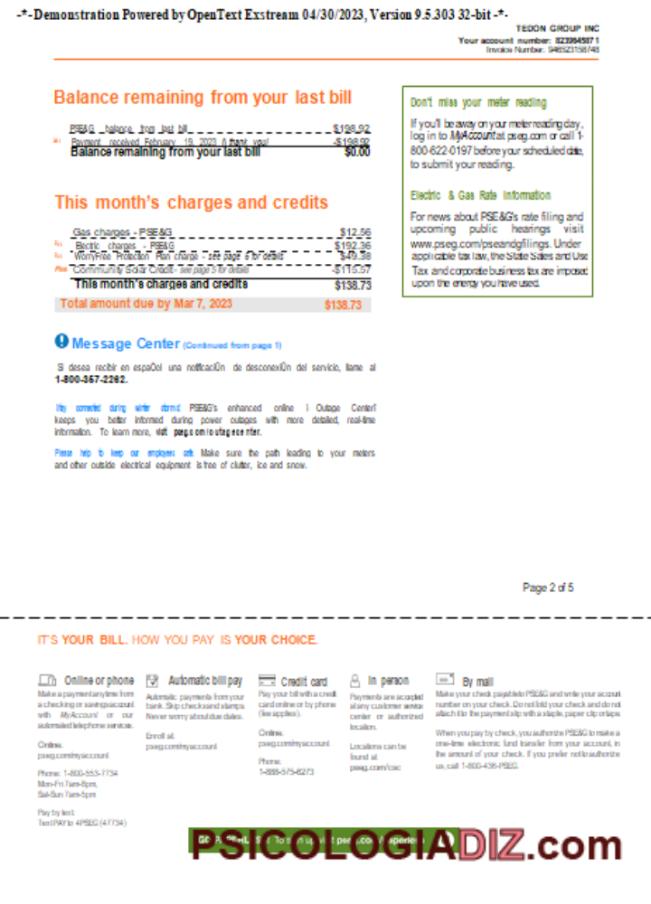 -*-Demonstration Powered by OpenText Exstream 04/30/2023, Version 9.5.303 32-bit -*-
TEDON GROUP INC
Your account number:
Invoice Number:
Balance remaining from your last bill
PSE&G balance from last bill $198.92
Payment received February 19, 2023 (thank you) -$198.92
Balance remaining from your last bill $0.00
This month's charges and credits
Gas charges - PSE&G $12.56
Electric charges - PSE&G $192.36
WorryFree Protection Plan charge - see page 5 for details $49.38
Community Solar Credit - see page 5 for details -$115.57
This month's charges and credits $138.73
Total amount due by Mar 7, 2023 $138.73
Message Center (Continued from page 1)
Si desea recibir en espaÒol una notificaciÛn de desconexiÛn del servicio, llame al
1-800-357-2262.
Stay connected during winter storms! PSE&G's enhanced online ì Outage Centerî
keeps you better informed during power outages with more detailed, real-time
information. To learn more, visit pseg.com/outagecenter.
Please help to keep our employees safe. Make sure the path leading to your meters
and other outside electrical equipment is free of clutter, ice and snow.
Don't miss your meter reading
If you'll be away on your meter reading day,
log in to MyAccount at pseg.com or call 1-
800-622-0197 before your scheduled date,
to submit your reading.
Electric & Gas Rate Information
For news about PSE&G's rate filing and
upcoming public hearings visit
www.pseg.com/pseandgfilings. Under
applicable tax law, the State Sales and Use
Tax and corporate business tax are imposed
upon the energy you have used.
Page 2 of 5
IT'S YOUR BILL. HOW YOU PAY IS YOUR CHOICE.
Online or phone
Make a payment anytime from
a checking or savings account
with MyAccount or our
automated telephone services.
Online:
pseg.com/myaccount
Phone: 1-800-553-7734
Mon-Fri 7am-8pm,
Sat-Sun 7am-5pm
Pay by text:
Text PAY to 4PSEG (47734)
Automatic bill pay
Automatic payments from your
bank. Skip checks and stamps.
Never worry about due dates.
Enroll at:
pseg.com/myaccount
Credit card
Pay your bill with a credit
card online or by phone
(fee applies).
Online:
pseg.com/myaccount
Phone:
1-888-575-6273
In person
Payments are accepted
at any customer service
center or authorized
location.
Locations can be
found at
pseg.com/csc
By mail
Make your check payable to PSE&G and write your account
number on your check. Do not fold your check and do not
attach it to the payment slip with a staple, paper clip or tape.
When you pay by check, you authorize PSE&G to make a
one-time electronic fund transfer from your account, in
the amount of your check. If you prefer not to authorize
us, call 1-800-436-PSEG.
PSICOLOGIADIZ.com